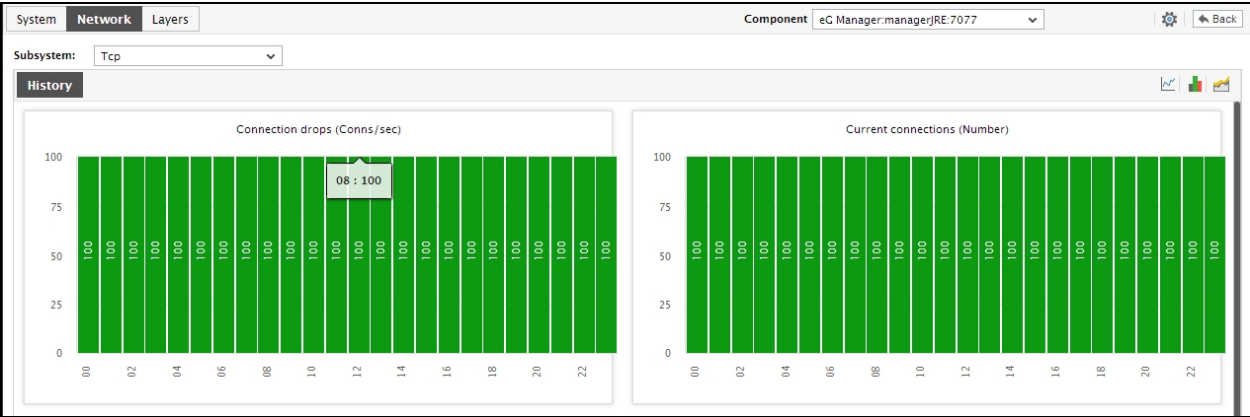 System Network Layers Component eG Manager:managerJRE:7077 Back
Subsystem: Tcp
History
Connection drops (Conns/sec)
100
75
50
25
0
08 : 100
100 100 100 100 100 100 100 100 100 100 100 100 100 100 100 100 100 100 100 100 100 100 100 100
00 02 04 06 08 10 12 14 16 18 20 22
Current connections (Number)
100
75
50
25
0
100 100 100 100 100 100 100 100 100 100 100 100 100 100 100 100 100 100 100 100 100 100 100 100
00 02 04 06 08 10 12 14 16 18 20 22